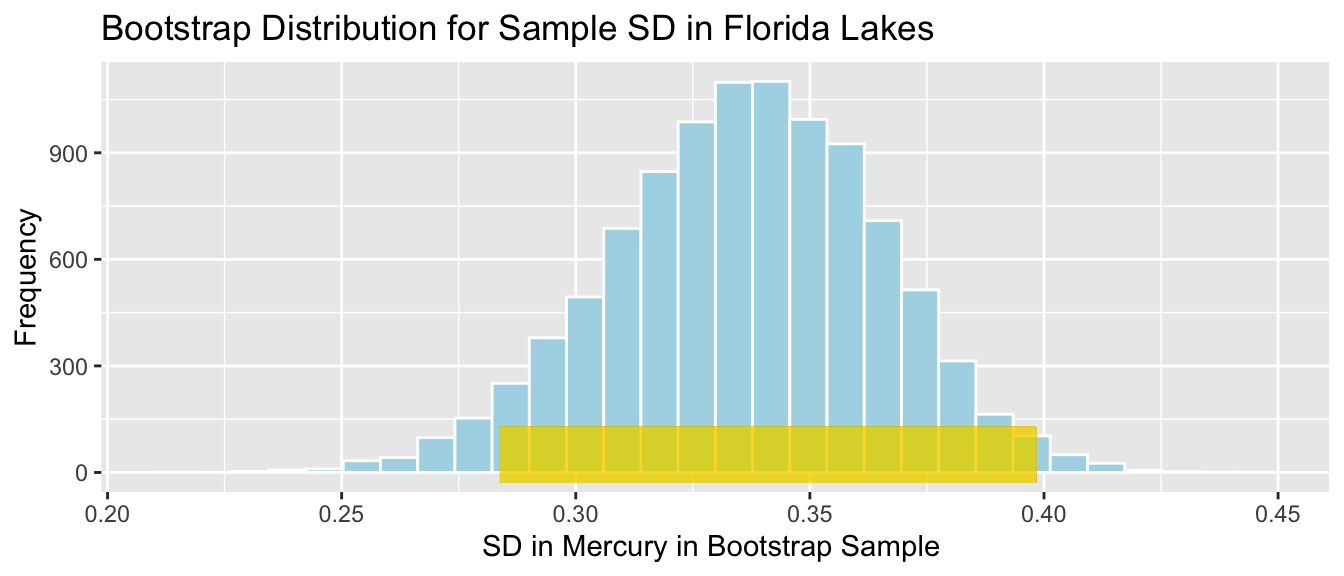 Bootstrap Distribution for Sample SD in Florida Lakes
Frequency
900
600
300
0
0.20 0.25 0.30 0.35 0.40 0.45
SD in Mercury in Bootstrap Sample